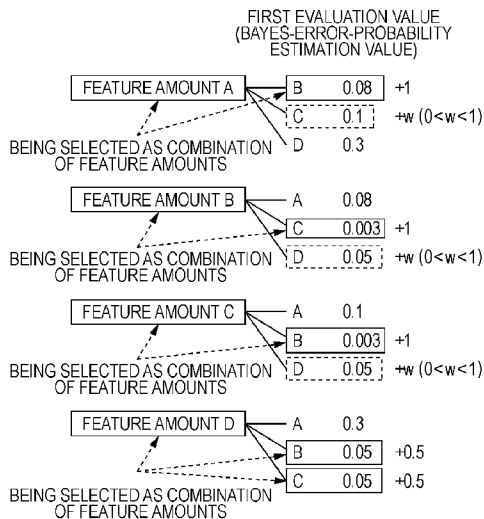 FIRST EVALUATION VALUE
(BAYES-ERROR-PROBABILITY
ESTIMATION VALUE)
FEATURE AMOUNT A
B 0.08 +1
C 0.1 +w (0<w<1)
D 0.3
BEING SELECTED AS COMBINATION
OF FEATURE AMOUNTS
FEATURE AMOUNT B
A 0.08
C 0.003 +1
D 0.05 +w (0<w<1)
BEING SELECTED AS COMBINATION
OF FEATURE AMOUNTS
FEATURE AMOUNT C
A 0.1
B 0.003 +1
D 0.05 +w (0<w<1)
BEING SELECTED AS COMBINATION
OF FEATURE AMOUNTS
FEATURE AMOUNT D
A 0.3
B 0.05 +0.5
C 0.05 +0.5
BEING SELECTED AS COMBINATION
OF FEATURE AMOUNTS